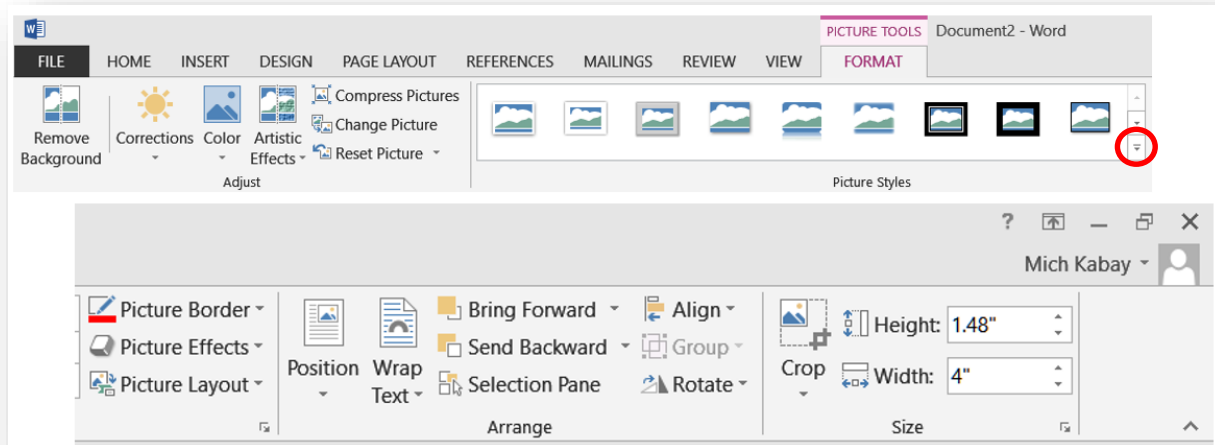 PICTURE TOOLS Document2 - Word
FILE HOME INSERT DESIGN PAGE LAYOUT REFERENCES MAILINGS REVIEW VIEW FORMAT
Remove Background
Corrections
Color
Artistic Effects
Compress Pictures
Change Picture
Reset Picture
Adjust
Picture Styles
?
Mich Kabay
Picture Border
Picture Effects
Picture Layout
Position
Wrap Text
Bring Forward
Send Backward
Selection Pane
Align
Group
Rotate
Arrange
Crop
Height: 1.48"
Width: 4"
Size